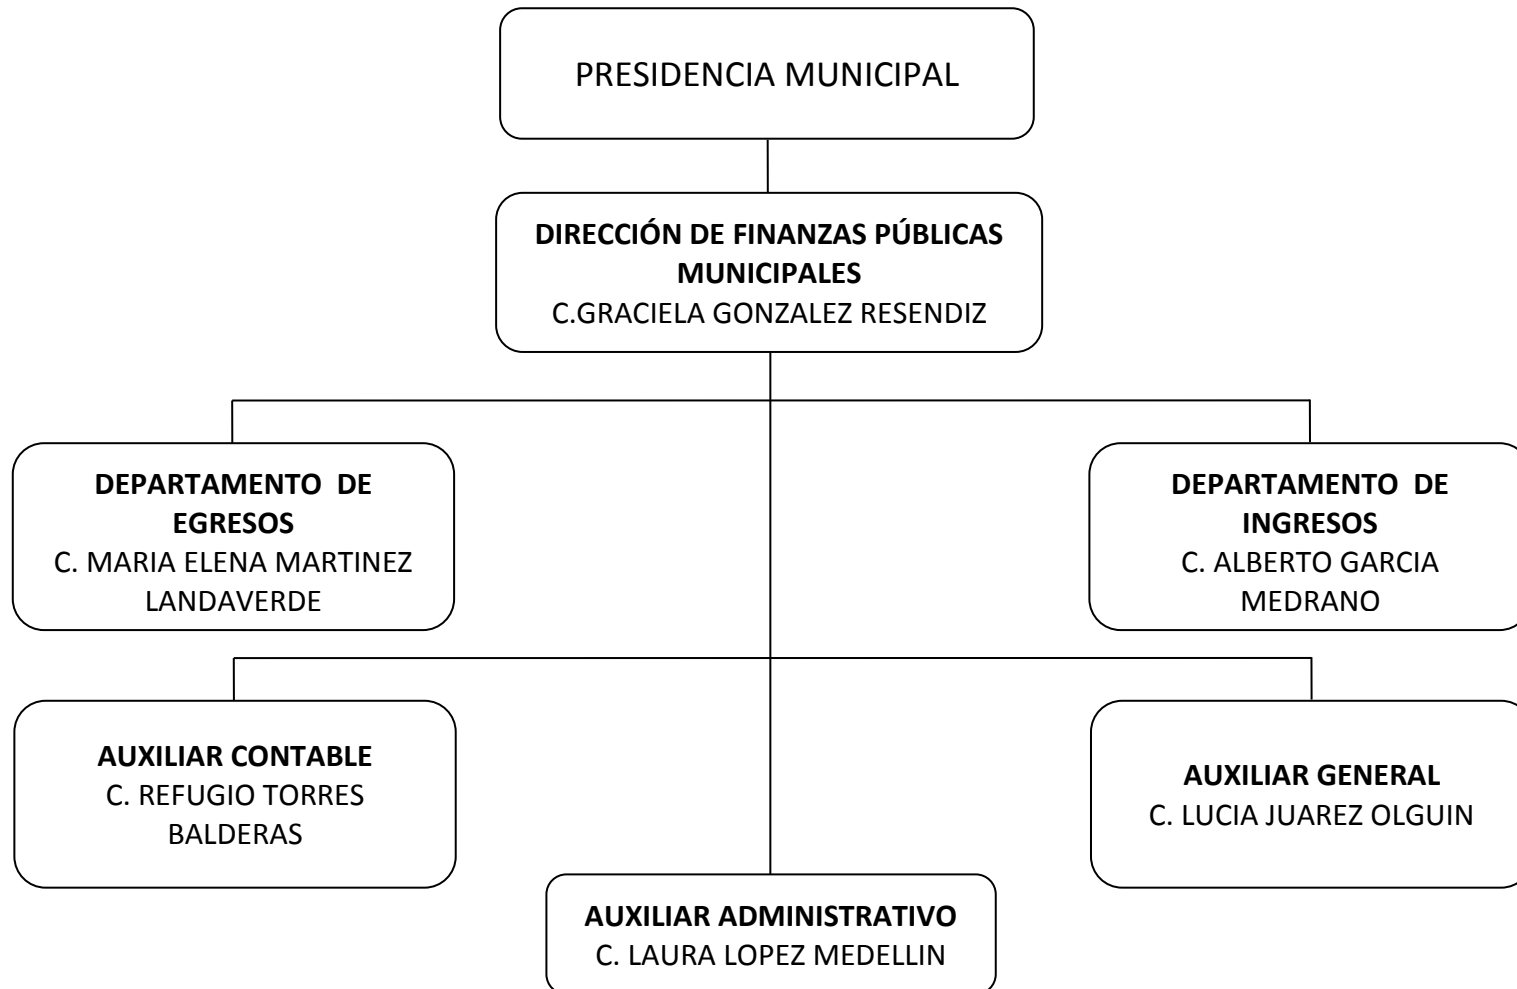 PRESIDENCIA MUNICIPAL
DIRECCIÓN DE FINANZAS PÚBLICAS
MUNICIPALES
C.GRACIELA GONZALEZ RESENDIZ
DEPARTAMENTO  DE
EGRESOS
C. MARIA ELENA MARTINEZ
LANDAVERDE
DEPARTAMENTO  DE
INGRESOS
C. ALBERTO GARCIA
MEDRANO
AUXILIAR CONTABLE
C. REFUGIO TORRES
BALDERAS
AUXILIAR GENERAL
C. LUCIA JUAREZ OLGUIN
AUXILIAR ADMINISTRATIVO
C. LAURA LOPEZ MEDELLIN